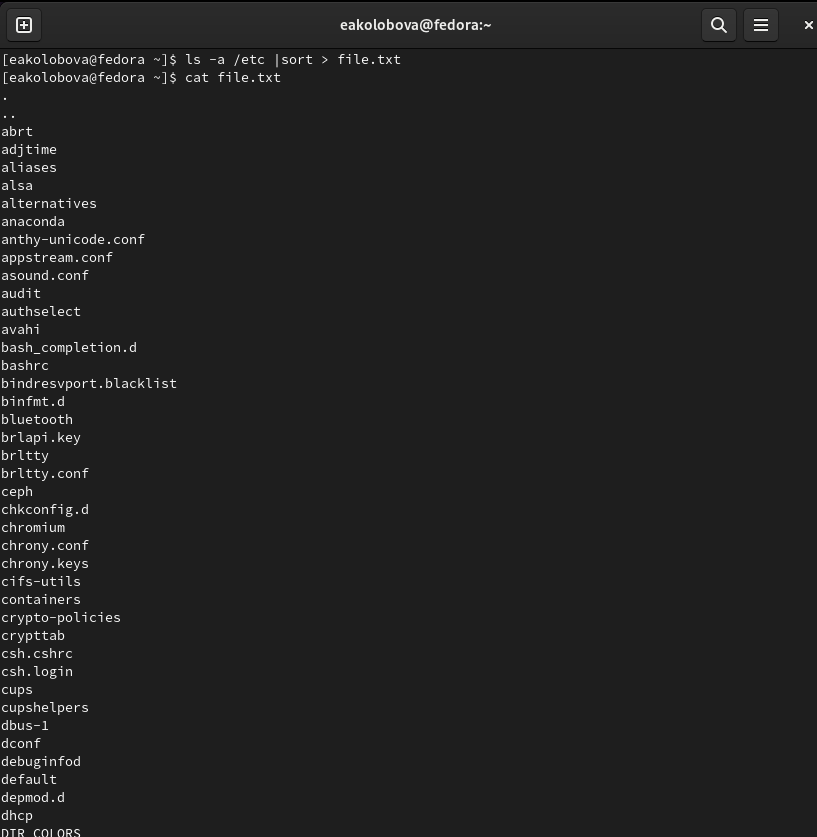 eakolobova@fedora:~
[eakolobova@fedora ~]$ ls -a /etc |sort > file.txt
[eakolobova@fedora ~]$ cat file.txt
.
..
abrt
adjtime
aliases
alsa
alternatives
anaconda
anthy-unicode.conf
appstream.conf
asound.conf
audit
authselect
avahi
bash_completion.d
bashrc
bindresvport.blacklist
binfmt.d
bluetooth
brlapi.key
brltty
brltty.conf
ceph
chkconfig.d
chromium
chrony.conf
chrony.keys
cifs-utils
containers
crypto-policies
crypttab
csh.cshrc
csh.login
cups
cupshelpers
dbus-1
dconf
debuginfod
default
depmod.d
dhcp
DIR_COLORS